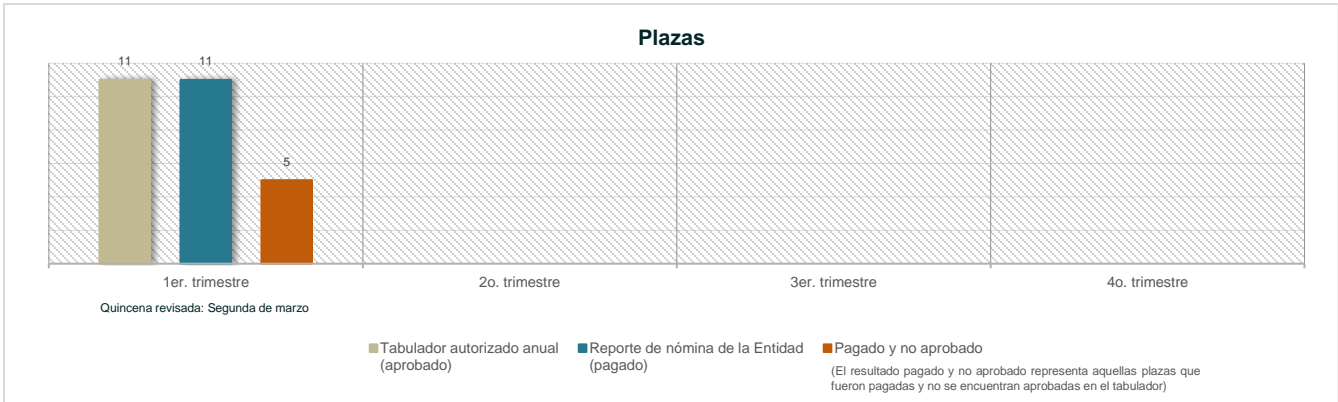 Plazas
11
11
5
1er. trimestre
2o. trimestre
3er. trimestre
4o. trimestre
Quincena revisada: Segunda de marzo
Tabulador autorizado anual
(aprobado)
Reporte de nómina de la Entidad
(pagado)
Pagado y no aprobado
(El resultado pagado y no aprobado representa aquellas plazas que
fueron pagadas y no se encuentran aprobadas en el tabulador)